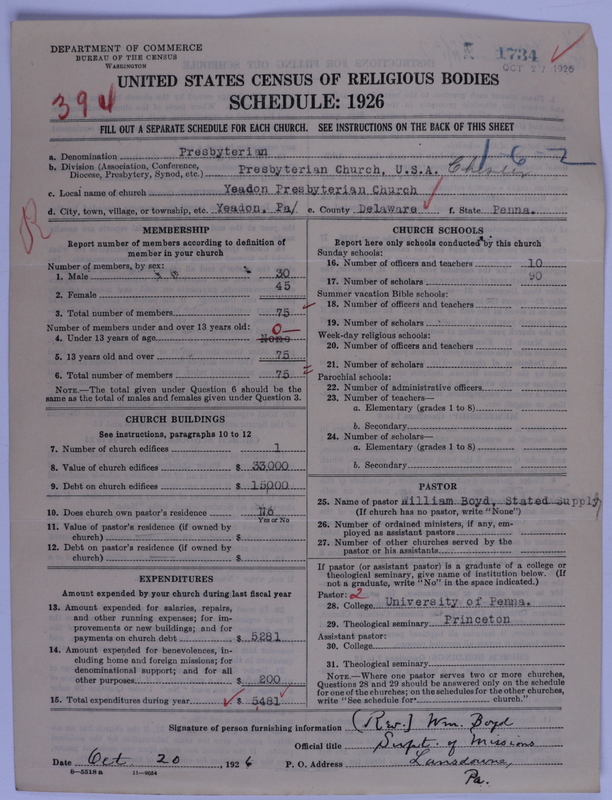 DEPARTMENT OF COMMERCE
BUREAU OF THE CENSUS
WASHINGTON
1734
OCT 27 1926
UNITED STATES CENSUS OF RELIGIOUS BODIES
394
SCHEDULE: 1926
FILL OUT A SEPARATE SCHEDULE FOR EACH CHURCH. SEE INSTRUCTIONS ON THE BACK OF THIS SHEET
a. Denomination Presbyterian
1 6 2
b. Division (Association, Conference, Diocese, Presbytery, Synod, etc.) Presbyterian Church, U.S.A. Chester
c. Local name of church Yeadon Presbyterian Church
d. City, town, village, or township, etc. Yeadon, Pa/ e. County Delaware f. State Penna.
R
MEMBERSHIP
Report number of members according to definition of
member in your church
Number of members, by sex:
1. Male 30
2. Female 45
3. Total number of members 75
Number of members under and over 13 years old: 0
4. Under 13 years of age None
5. 13 years old and over 75
6. Total number of members 75
NOTE.—The total given under Question 6 should be the
same as the total of males and females given under Question 3.
CHURCH BUILDINGS
See instructions, paragraphs 10 to 12
7. Number of church edifices 1
8. Value of church edifices $ 33,000
9. Debt on church edifices $ 15000
10. Does church own pastor's residence No
Yes or No
11. Value of pastor's residence (if owned by
church) $
12. Debt on pastor's residence (if owned by
church) $
EXPENDITURES
Amount expended by your church during last fiscal year
13. Amount expended for salaries, repairs,
and other running expenses; for im-
provements or new buildings; and for
payments on church debt $ 5281
14. Amount expended for benevolences, in-
cluding home and foreign missions; for
denominational support; and for all
other purposes $ 200
15. Total expenditures during year $ 5481
CHURCH SCHOOLS
Report here only schools conducted by this church
Sunday schools:
16. Number of officers and teachers 10
17. Number of scholars 90
Summer vacation Bible schools:
18. Number of officers and teachers
19. Number of scholars
Week-day religious schools:
20. Number of officers and teachers
21. Number of scholars
Parochial schools:
22. Number of administrative officers
23. Number of teachers—
a. Elementary (grades 1 to 8)
b. Secondary
24. Number of scholars—
a. Elementary (grades 1 to 8)
b. Secondary
PASTOR
25. Name of pastor William Boyd, Stated Supply
(If church has no pastor, write "None")
26. Number of ordained ministers, if any, em-
ployed as assistant pastors
27. Number of other churches served by the
pastor or his assistants
If pastor (or assistant pastor) is a graduate of a college or
theological seminary, give name of institution below. (If
not a graduate, write "No" in the space indicated.)
Pastor: 2
28. College University of Penna.
29. Theological seminary Princeton
Assistant pastor:
30. College
31. Theological seminary
NOTE.—Where one pastor serves two or more churches,
Questions 28 and 29 should be answered only on the schedule
for one of the churches; on the schedules for the other churches,
write "See schedule for church."
Signature of person furnishing information (Rev.) Wm. Boyd
Official title Supt. of Missions
Date Oct. 20, 1926 P. O. Address Lansdowne,
Pa.
8—5518 a 11—9034